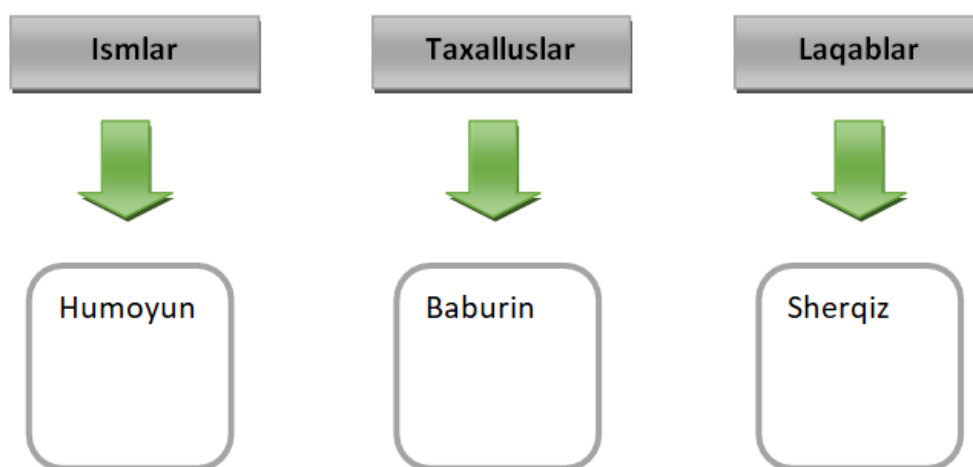 Ismlar
Taxalluslar
Laqablar
Humoyun
Baburin
Sherqiz